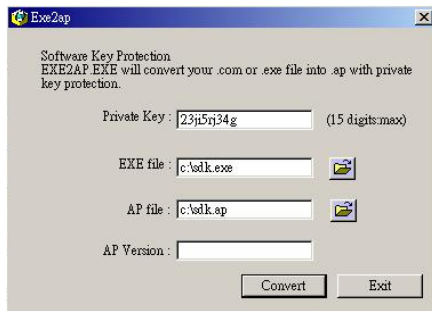 Exe2ap
Software Key Protection
EXE2AP.EXE will convert your .com or .exe file into .ap with private
key protection.
Private Key : 23ji5rj34g (15 digits:max)
EXE file : c:\sdk.exe
AP file : c:\sdk.ap
AP Version :
Convert Exit